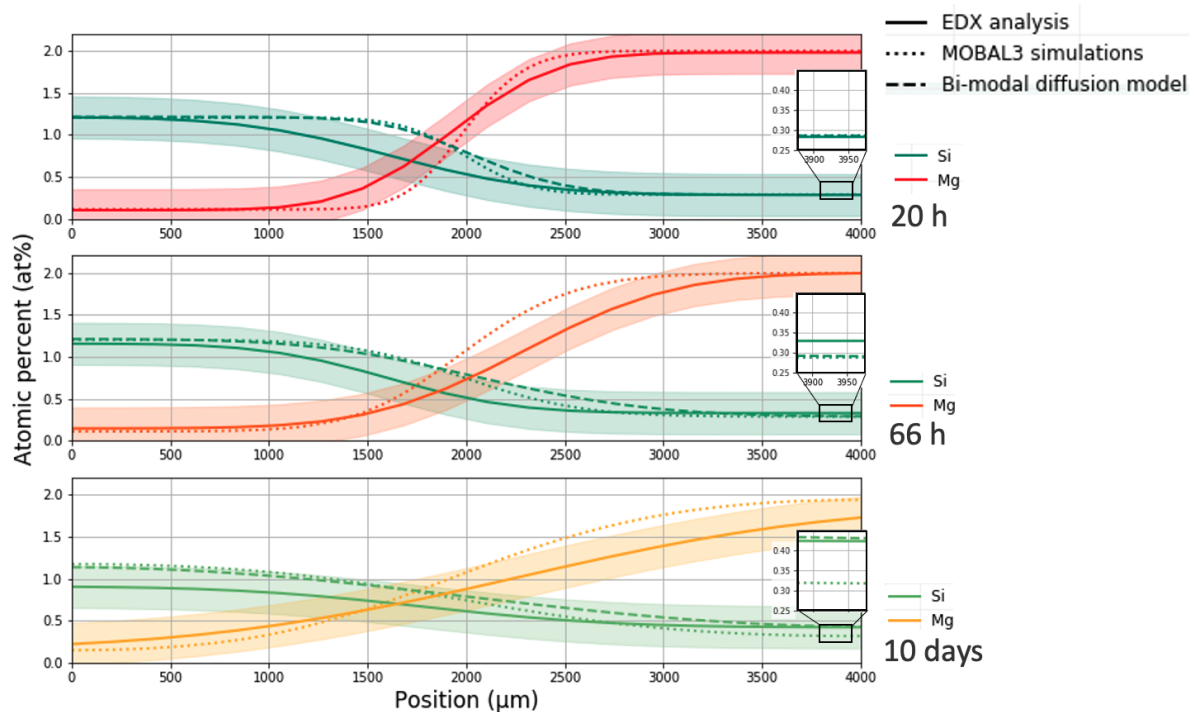 EDX analysis
MOBAL3 simulations
Bi-modal diffusion model
2.0
1.5
1.0
0.5
0.0
0.40
0.35
0.30
0.25
3900 3950
0 500 1000 1500 2000 2500 3000 3500 4000
Si
Mg
20 h
2.0
1.5
1.0
0.5
0.0
0.40
0.35
0.30
0.25
3900 3950
0 500 1000 1500 2000 2500 3000 3500 4000
Si
Mg
66 h
2.0
1.5
1.0
0.5
0.0
0.40
0.35
0.30
0.25
3900 3950
0 500 1000 1500 2000 2500 3000 3500 4000
Si
Mg
10 days
Atomic percent (at%)
Position (μm)